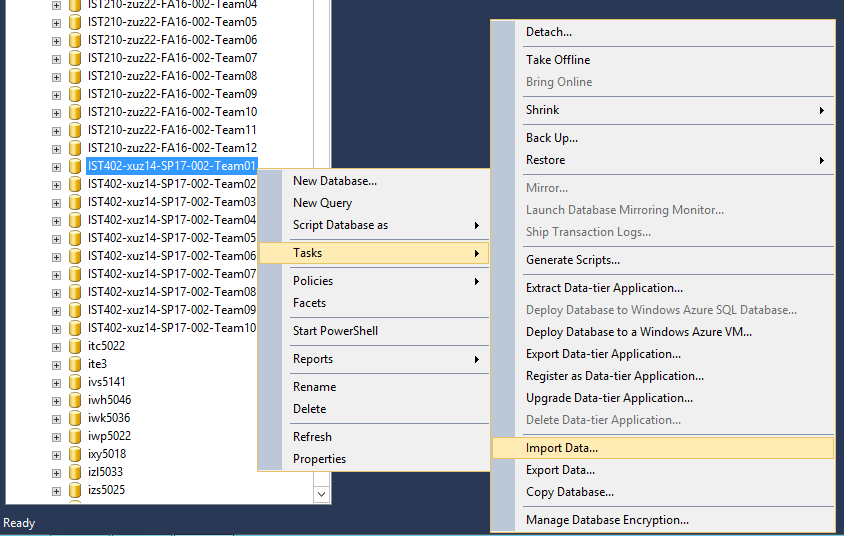 IST210-zuz22-FA16-002-Team04
IST210-zuz22-FA16-002-Team05
IST210-zuz22-FA16-002-Team06
IST210-zuz22-FA16-002-Team07
IST210-zuz22-FA16-002-Team08
IST210-zuz22-FA16-002-Team09
IST210-zuz22-FA16-002-Team10
IST210-zuz22-FA16-002-Team11
IST210-zuz22-FA16-002-Team12
IST402-xuz14-SP17-002-Team01
IST402-xuz14-SP17-002-Team02
IST402-xuz14-SP17-002-Team03
IST402-xuz14-SP17-002-Team04
IST402-xuz14-SP17-002-Team05
IST402-xuz14-SP17-002-Team06
IST402-xuz14-SP17-002-Team07
IST402-xuz14-SP17-002-Team08
IST402-xuz14-SP17-002-Team09
IST402-xuz14-SP17-002-Team10
itc5022
ite3
ivs5141
iwh5046
iwk5036
iwp5022
ixy5018
izl5033
izs5025
Ready
New Database...
New Query
Script Database as
Tasks
Policies
Facets
Start PowerShell
Reports
Rename
Delete
Refresh
Properties
Detach...
Take Offline
Bring Online
Shrink
Back Up...
Restore
Mirror...
Launch Database Mirroring Monitor...
Ship Transaction Logs...
Generate Scripts...
Extract Data-tier Application...
Deploy Database to Windows Azure SQL Database...
Deploy Database to a Windows Azure VM...
Export Data-tier Application...
Register as Data-tier Application...
Upgrade Data-tier Application...
Delete Data-tier Application...
Import Data...
Export Data...
Copy Database...
Manage Database Encryption...